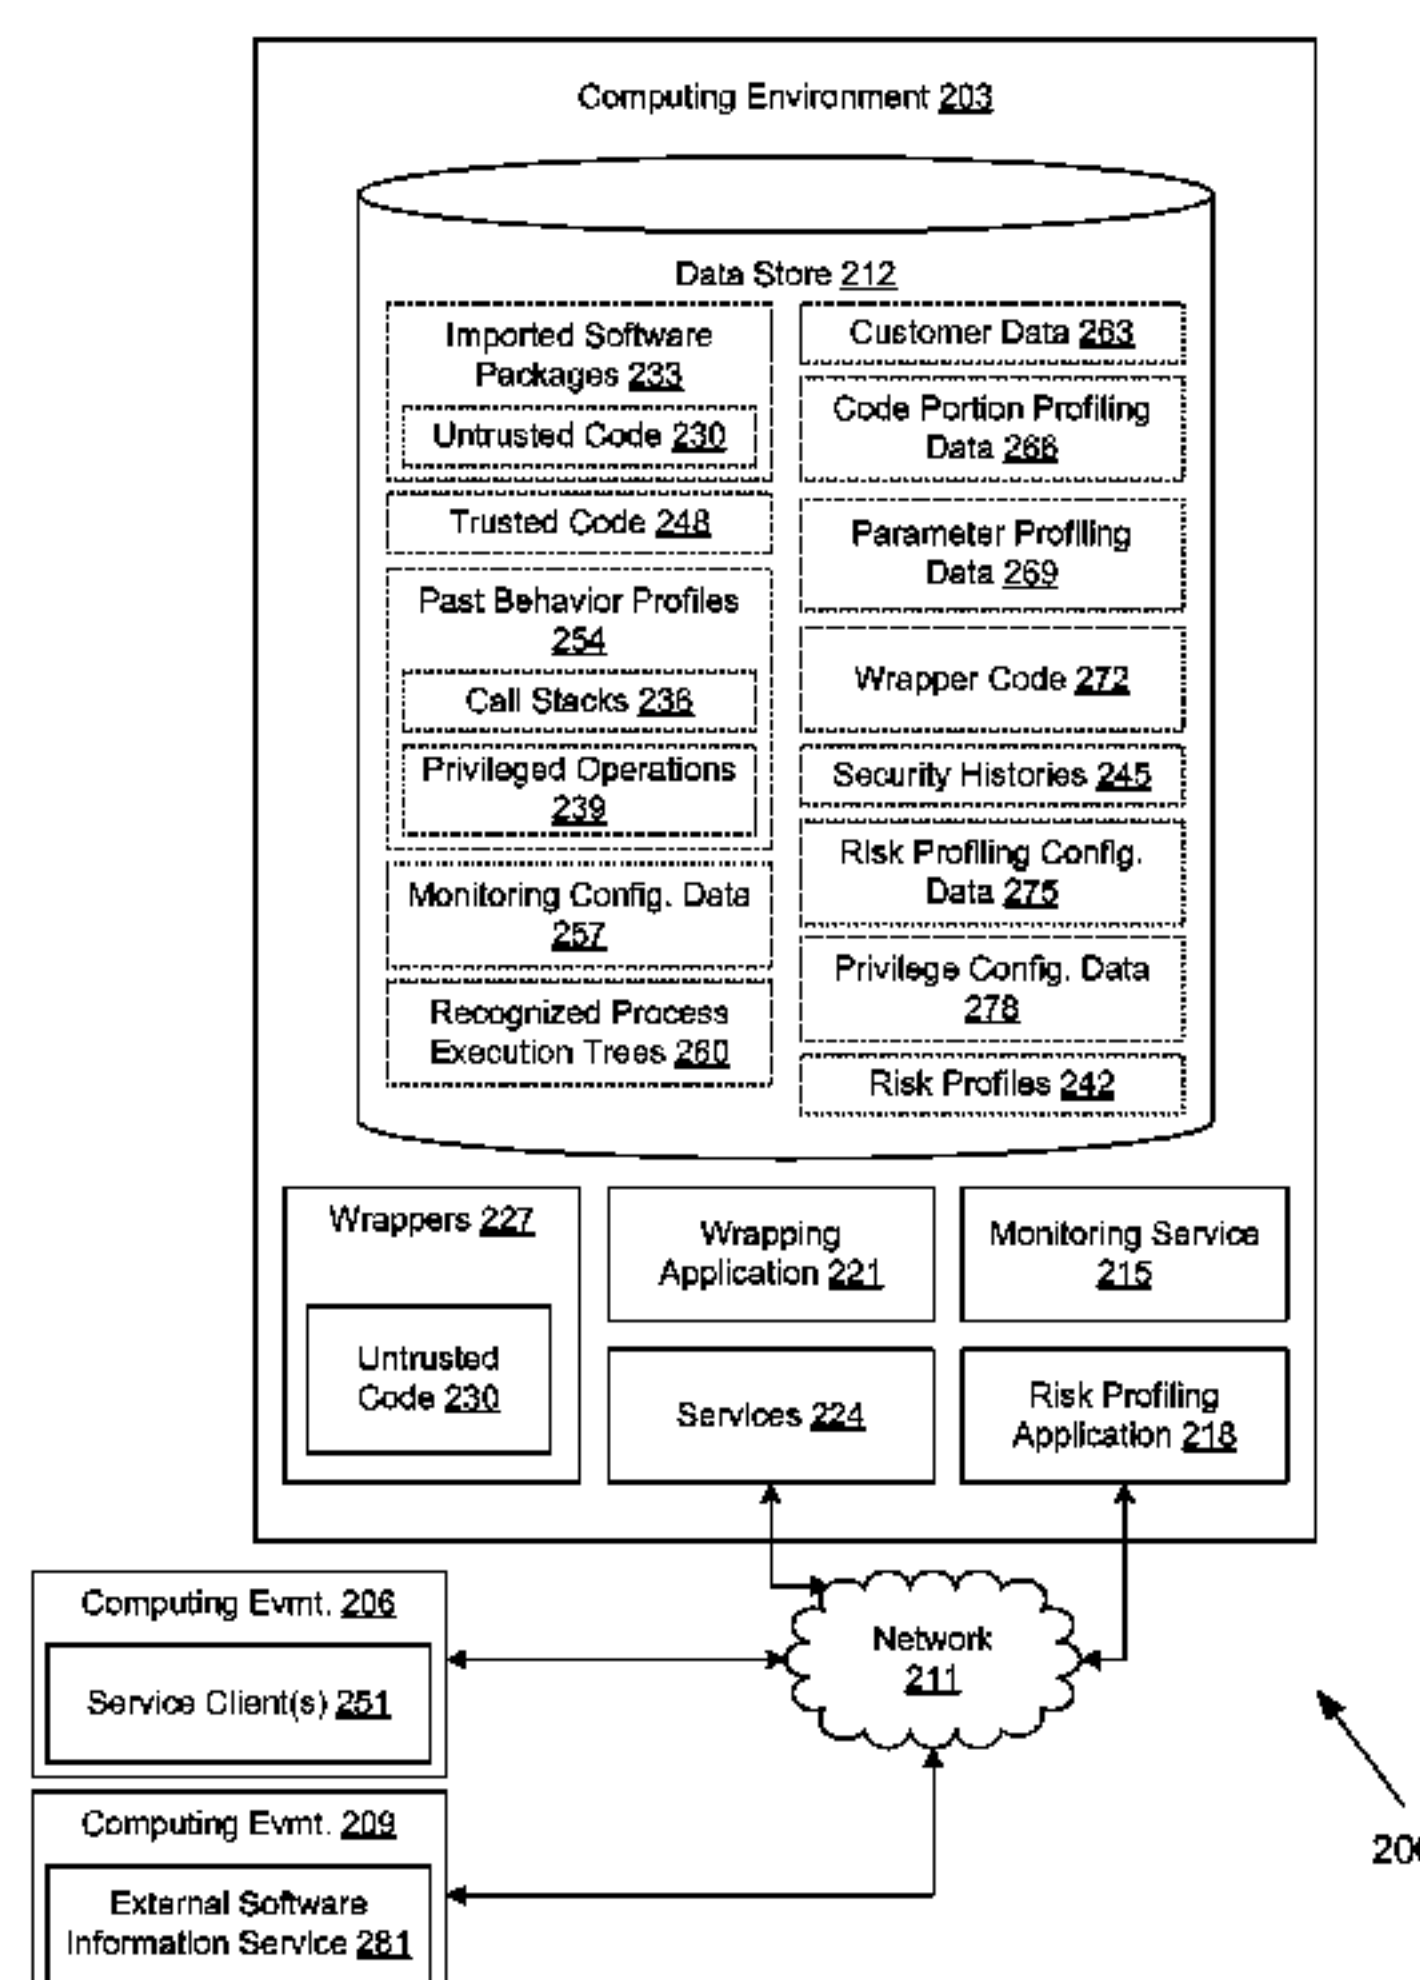 Computing Environment 203
Data Store 212
Imported Software
Packages 233
Untrusted Code 230
Trusted Code 248
Past Behavior Profiles
254
Call Stacks 236
Privileged Operations
239
Monitoring Config. Data
257
Recognized Process
Execution Trees 260
Customer Data 263
Code Portion Profiling
Data 266
Parameter Profiling
Data 269
Wrapper Code 272
Security Histories 245
Risk Profiling Config.
Data 275
Privilege Config. Data
278
Risk Profiles 242
Wrappers 227
Untrusted
Code 230
Wrapping
Application 221
Monitoring Service
215
Services 224
Risk Profiling
Application 218
Computing Evmt. 206
Service Client(s) 251
Network
211
Computing Evmt. 209
External Software
Information Service 281